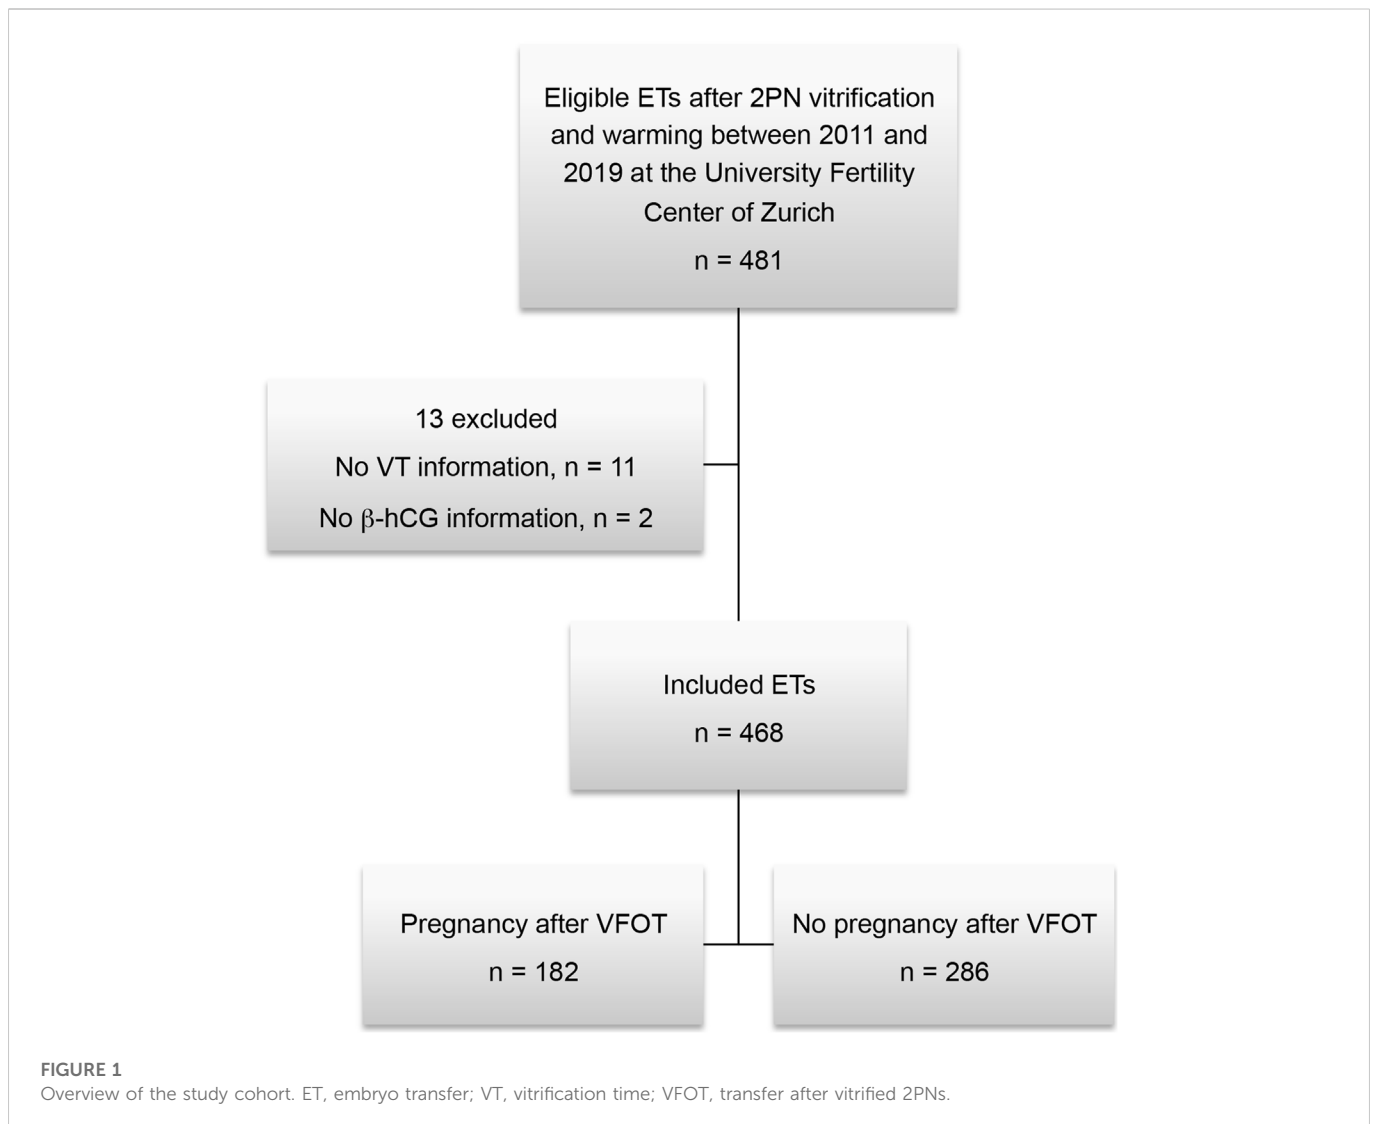 Eligible ETs after 2PN vitrification
and warming between 2011 and
2019 at the University Fertility
Center of Zurich
n = 481
13 excluded
No VT information, n = 11
No β-hCG information, n = 2
Included ETs
n = 468
Pregnancy after VFOT
n = 182
No pregnancy after VFOT
n = 286
FIGURE 1
Overview of the study cohort. ET, embryo transfer; VT, vitrification time; VFOT, transfer after vitrified 2PNs.